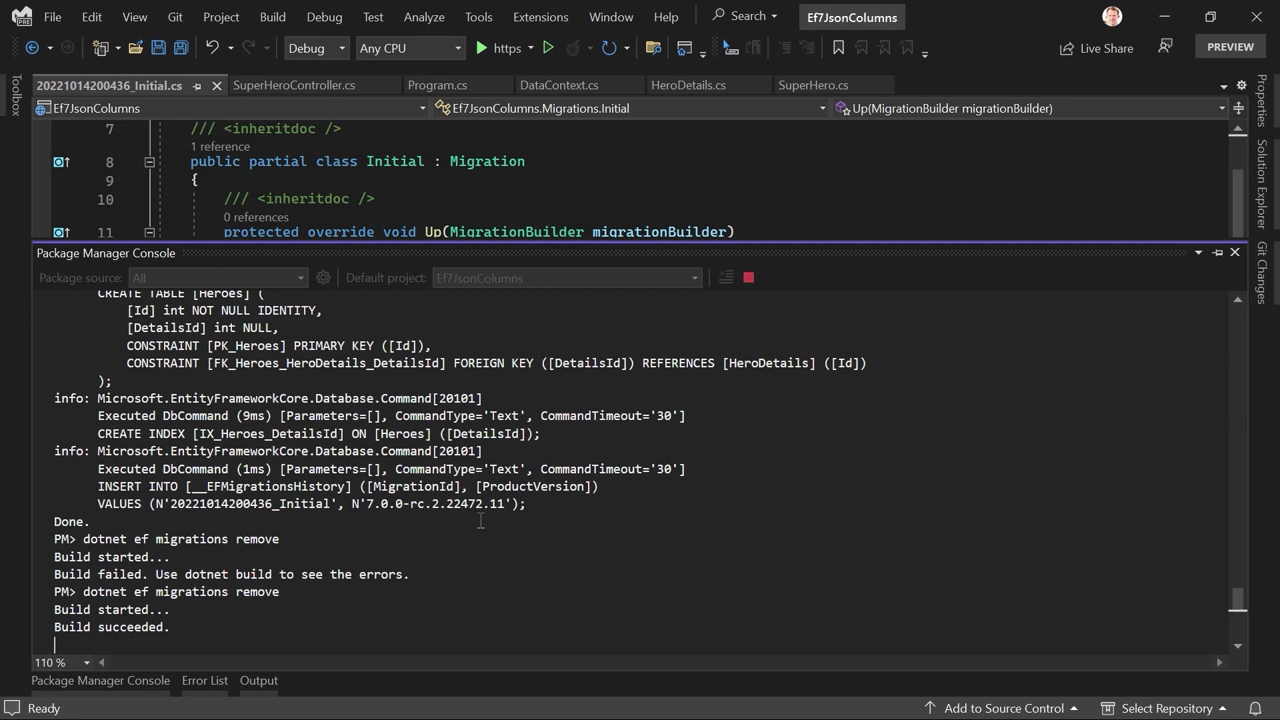 File Edit View Git Project Build Debug Test Analyze Tools Extensions Window Help Search Ef7JsonColumns
Debug Any CPU https Live Share PREVIEW
20221014200436_Initial.cs SuperHeroController.cs Program.cs DataContext.cs HeroDetails.cs SuperHero.cs
Ef7JsonColumns Ef7JsonColumns.Migrations.Initial Up(MigrationBuilder migrationBuilder)
Toolbox
Properties
Solution Explorer
Git Changes
7 /// <inheritdoc />
1 reference
8 public partial class Initial : Migration
9 {
10 /// <inheritdoc />
0 references
11 protected override void Up(MigrationBuilder migrationBuilder)
Package Manager Console
Package source: All Default project: Ef7JsonColumns
CREATE TABLE [Heroes] (
[Id] int NOT NULL IDENTITY,
[DetailsId] int NULL,
CONSTRAINT [PK_Heroes] PRIMARY KEY ([Id]),
CONSTRAINT [FK_Heroes_HeroDetails_DetailsId] FOREIGN KEY ([DetailsId]) REFERENCES [HeroDetails] ([Id])
);
info: Microsoft.EntityFrameworkCore.Database.Command[20101]
Executed DbCommand (9ms) [Parameters=[], CommandType='Text', CommandTimeout='30']
CREATE INDEX [IX_Heroes_DetailsId] ON [Heroes] ([DetailsId]);
info: Microsoft.EntityFrameworkCore.Database.Command[20101]
Executed DbCommand (1ms) [Parameters=[], CommandType='Text', CommandTimeout='30']
INSERT INTO [__EFMigrationsHistory] ([MigrationId], [ProductVersion])
VALUES (N'20221014200436_Initial', N'7.0.0-rc.2.22472.11');
Done.
PM> dotnet ef migrations remove
Build started...
Build failed. Use dotnet build to see the errors.
PM> dotnet ef migrations remove
Build started...
Build succeeded.
110 %
Package Manager Console Error List Output
Ready Add to Source Control Select Repository